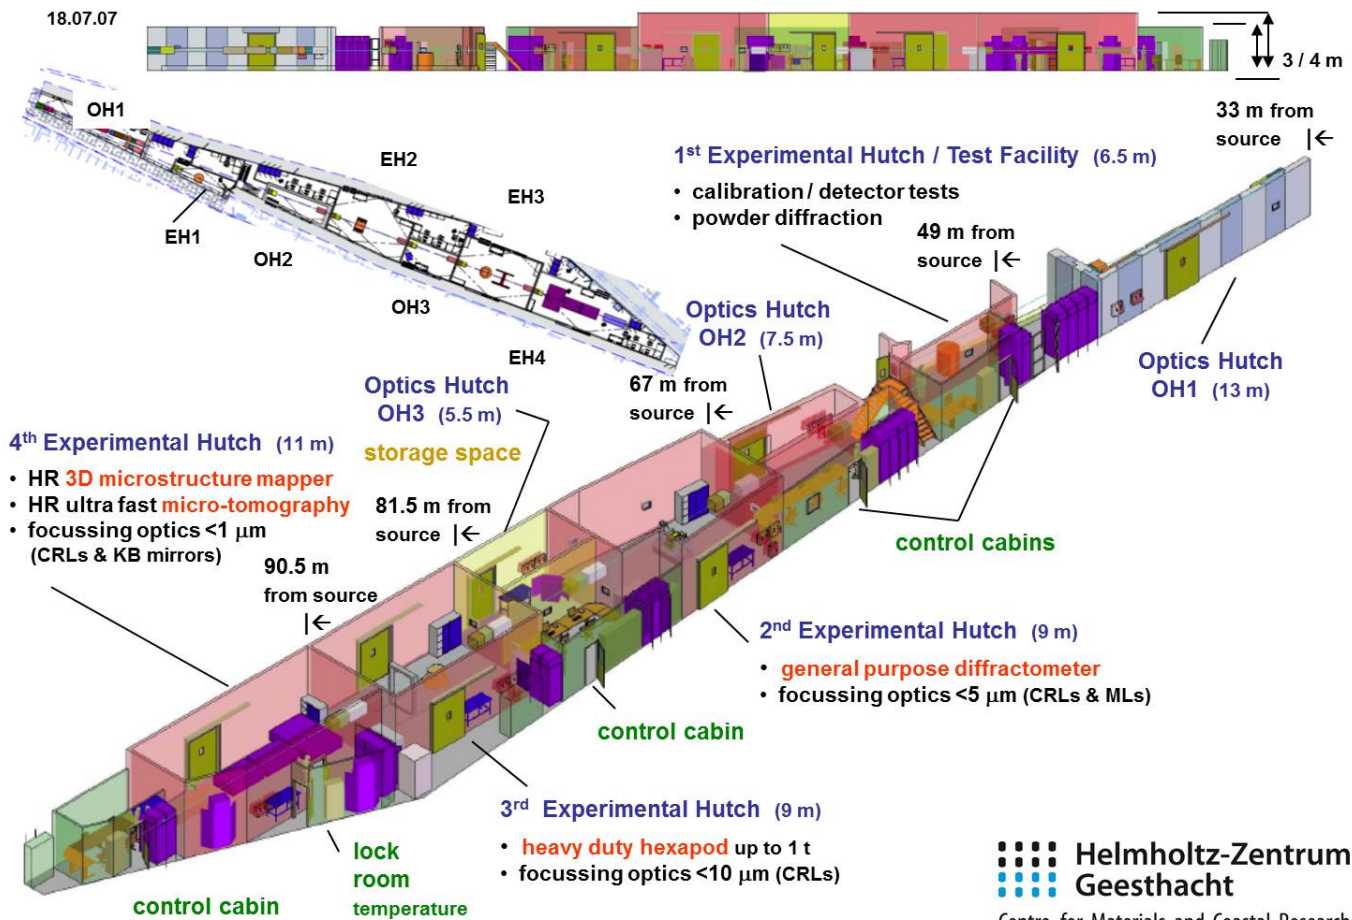 18.07.07
3 / 4 m
OH1
EH2
EH3
EH1
OH2
OH3
EH4
33 m from
source |←
1st Experimental Hutch / Test Facility (6.5 m)
• calibration / detector tests
• powder diffraction
49 m from
source |←
Optics Hutch
OH1 (13 m)
Optics Hutch
OH2 (7.5 m)
67 m from
source |←
Optics Hutch
OH3 (5.5 m)
storage space
81.5 m from
source |←
4th Experimental Hutch (11 m)
• HR 3D microstructure mapper
• HR ultra fast micro-tomography
• focussing optics <1 μm
(CRLs & KB mirrors)
90.5 m
from source
|←
control cabins
2nd Experimental Hutch (9 m)
• general purpose diffractometer
• focussing optics <5 μm (CRLs & MLs)
control cabin
3rd Experimental Hutch (9 m)
• heavy duty hexapod up to 1 t
• focussing optics <10 μm (CRLs)
lock
room
temperature
control cabin
Helmholtz-Zentrum
Geesthacht
Centre for Materials and Coastal Research